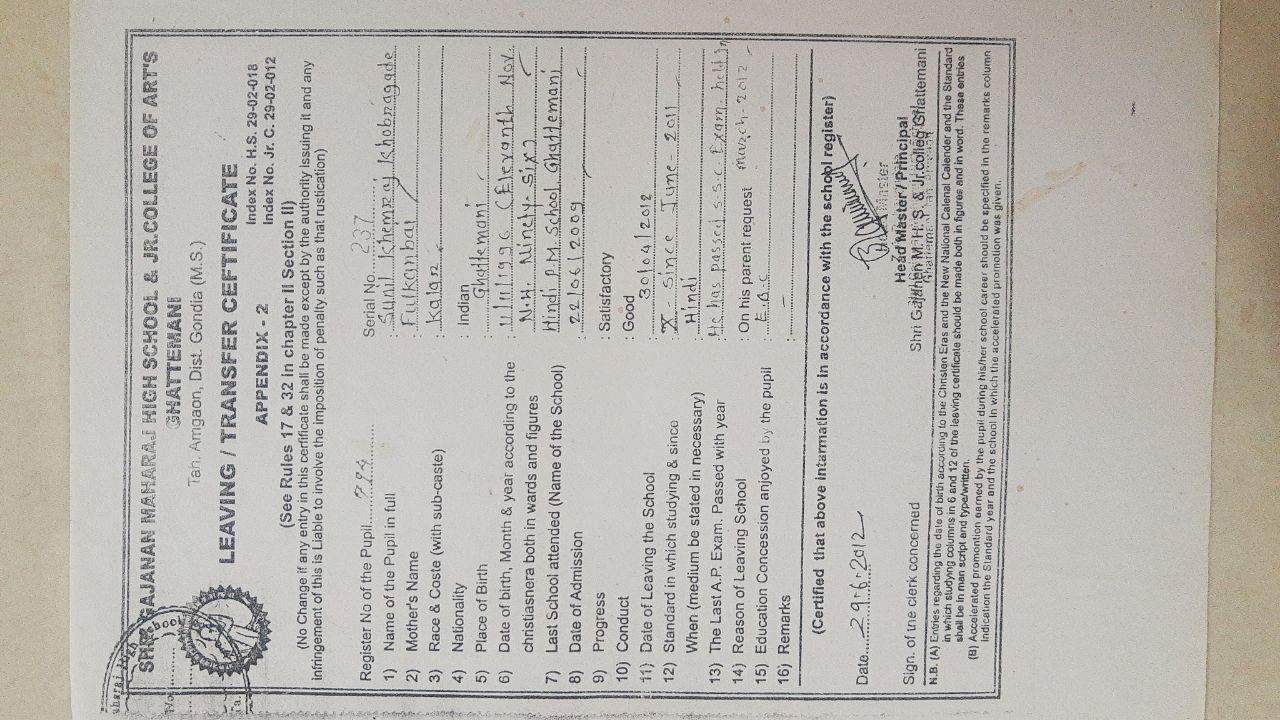 SHRI. GAJANAN MAHARAJ HIGH SCHOOL & JR.COLLEGE OF ART'S
GHATTEMANI
Tah. Amgaon, Dist. Gondia (M.S.)
LEAVING / TRANSFER CETIFICATE
Index No. H.S. 29-02-018
APPENDIX - 2
Index No. Jr. C. 29-02-012
(See Rules 17 & 32 in chapter II Section II)
(No Change if any entry in this cerfificate shall be made except by the authority issuing it and any
infringement of this is Liable to involve the imposition of penalty such as that rustication)
Register No of the Pupil Serial No. 237
1) Name of the Pupil in full : Sunil Khemraj Khobragade
2) Mother's Name : Fulkanbai
3) Race & Coste (with sub-caste) : Kalar
4) Nationality : Indian
5) Place of Birth : Ghattemani
6) Date of birth, Month & year according to the : 11/11/1996 (Elevanth Nov.
christiasnera both in wards and figures N.H. Ninety-Six)
7) Last School attended (Name of the School) Hindi P.M. School Ghattemani
8) Date of Admission : 22/06/2009
9) Progress : Satisfactory
10) Conduct : Good
11) Date of Leaving the School : 30/04/2012
12) Standard in which studying & since : X - Since June - 2011
When (medium be stated in necessary) Hindi
13) The Last A.P. Exam. Passed with year : He has passed s.s.c Exam. held in
14) Reason of Leaving School : On his parent request march-2012
15) Education Concession enjoyed by the pupil : E.B.C
16) Remarks : -
(Certified that above intarmation is in accordance with the school register)
Date 29.6.2012
Head Master / Principal
Sign. of the clerk concerned Shri Gajanan M. H. S. & Jr.colleg Ghattemani
N.B. (A) Entries regarding the date of birth according to the Christen Eras and the New National Calenal Calender and the Standard
in which studying columns in 6 and 12 of the leaving certificate should be made both in figures and in word. These entries
shall be in man script and type/written.
(B) Accelerated promontion earned by the pupil during his/her school career should be specified in the remarks column
indication the Standard year and the school in which the accelerated promotion was given.